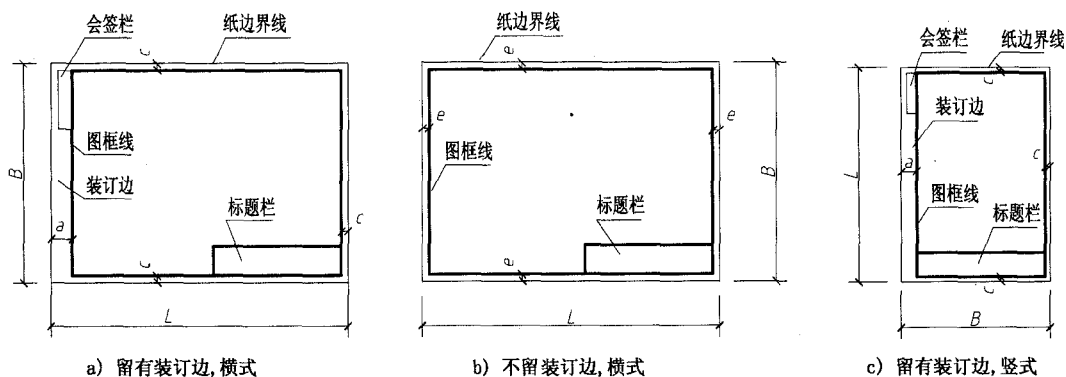 会签栏
纸边界线
c
图框线
装订边
B
a
标题栏
c
c
L
a) 留有装订边,横式
纸边界线
e
e
e
图框线
B
标题栏
e
L
b) 不留装订边,横式
会签栏
纸边界线
c
装订边
a
c
L
图框线
标题栏
c
B
c) 留有装订边,竖式